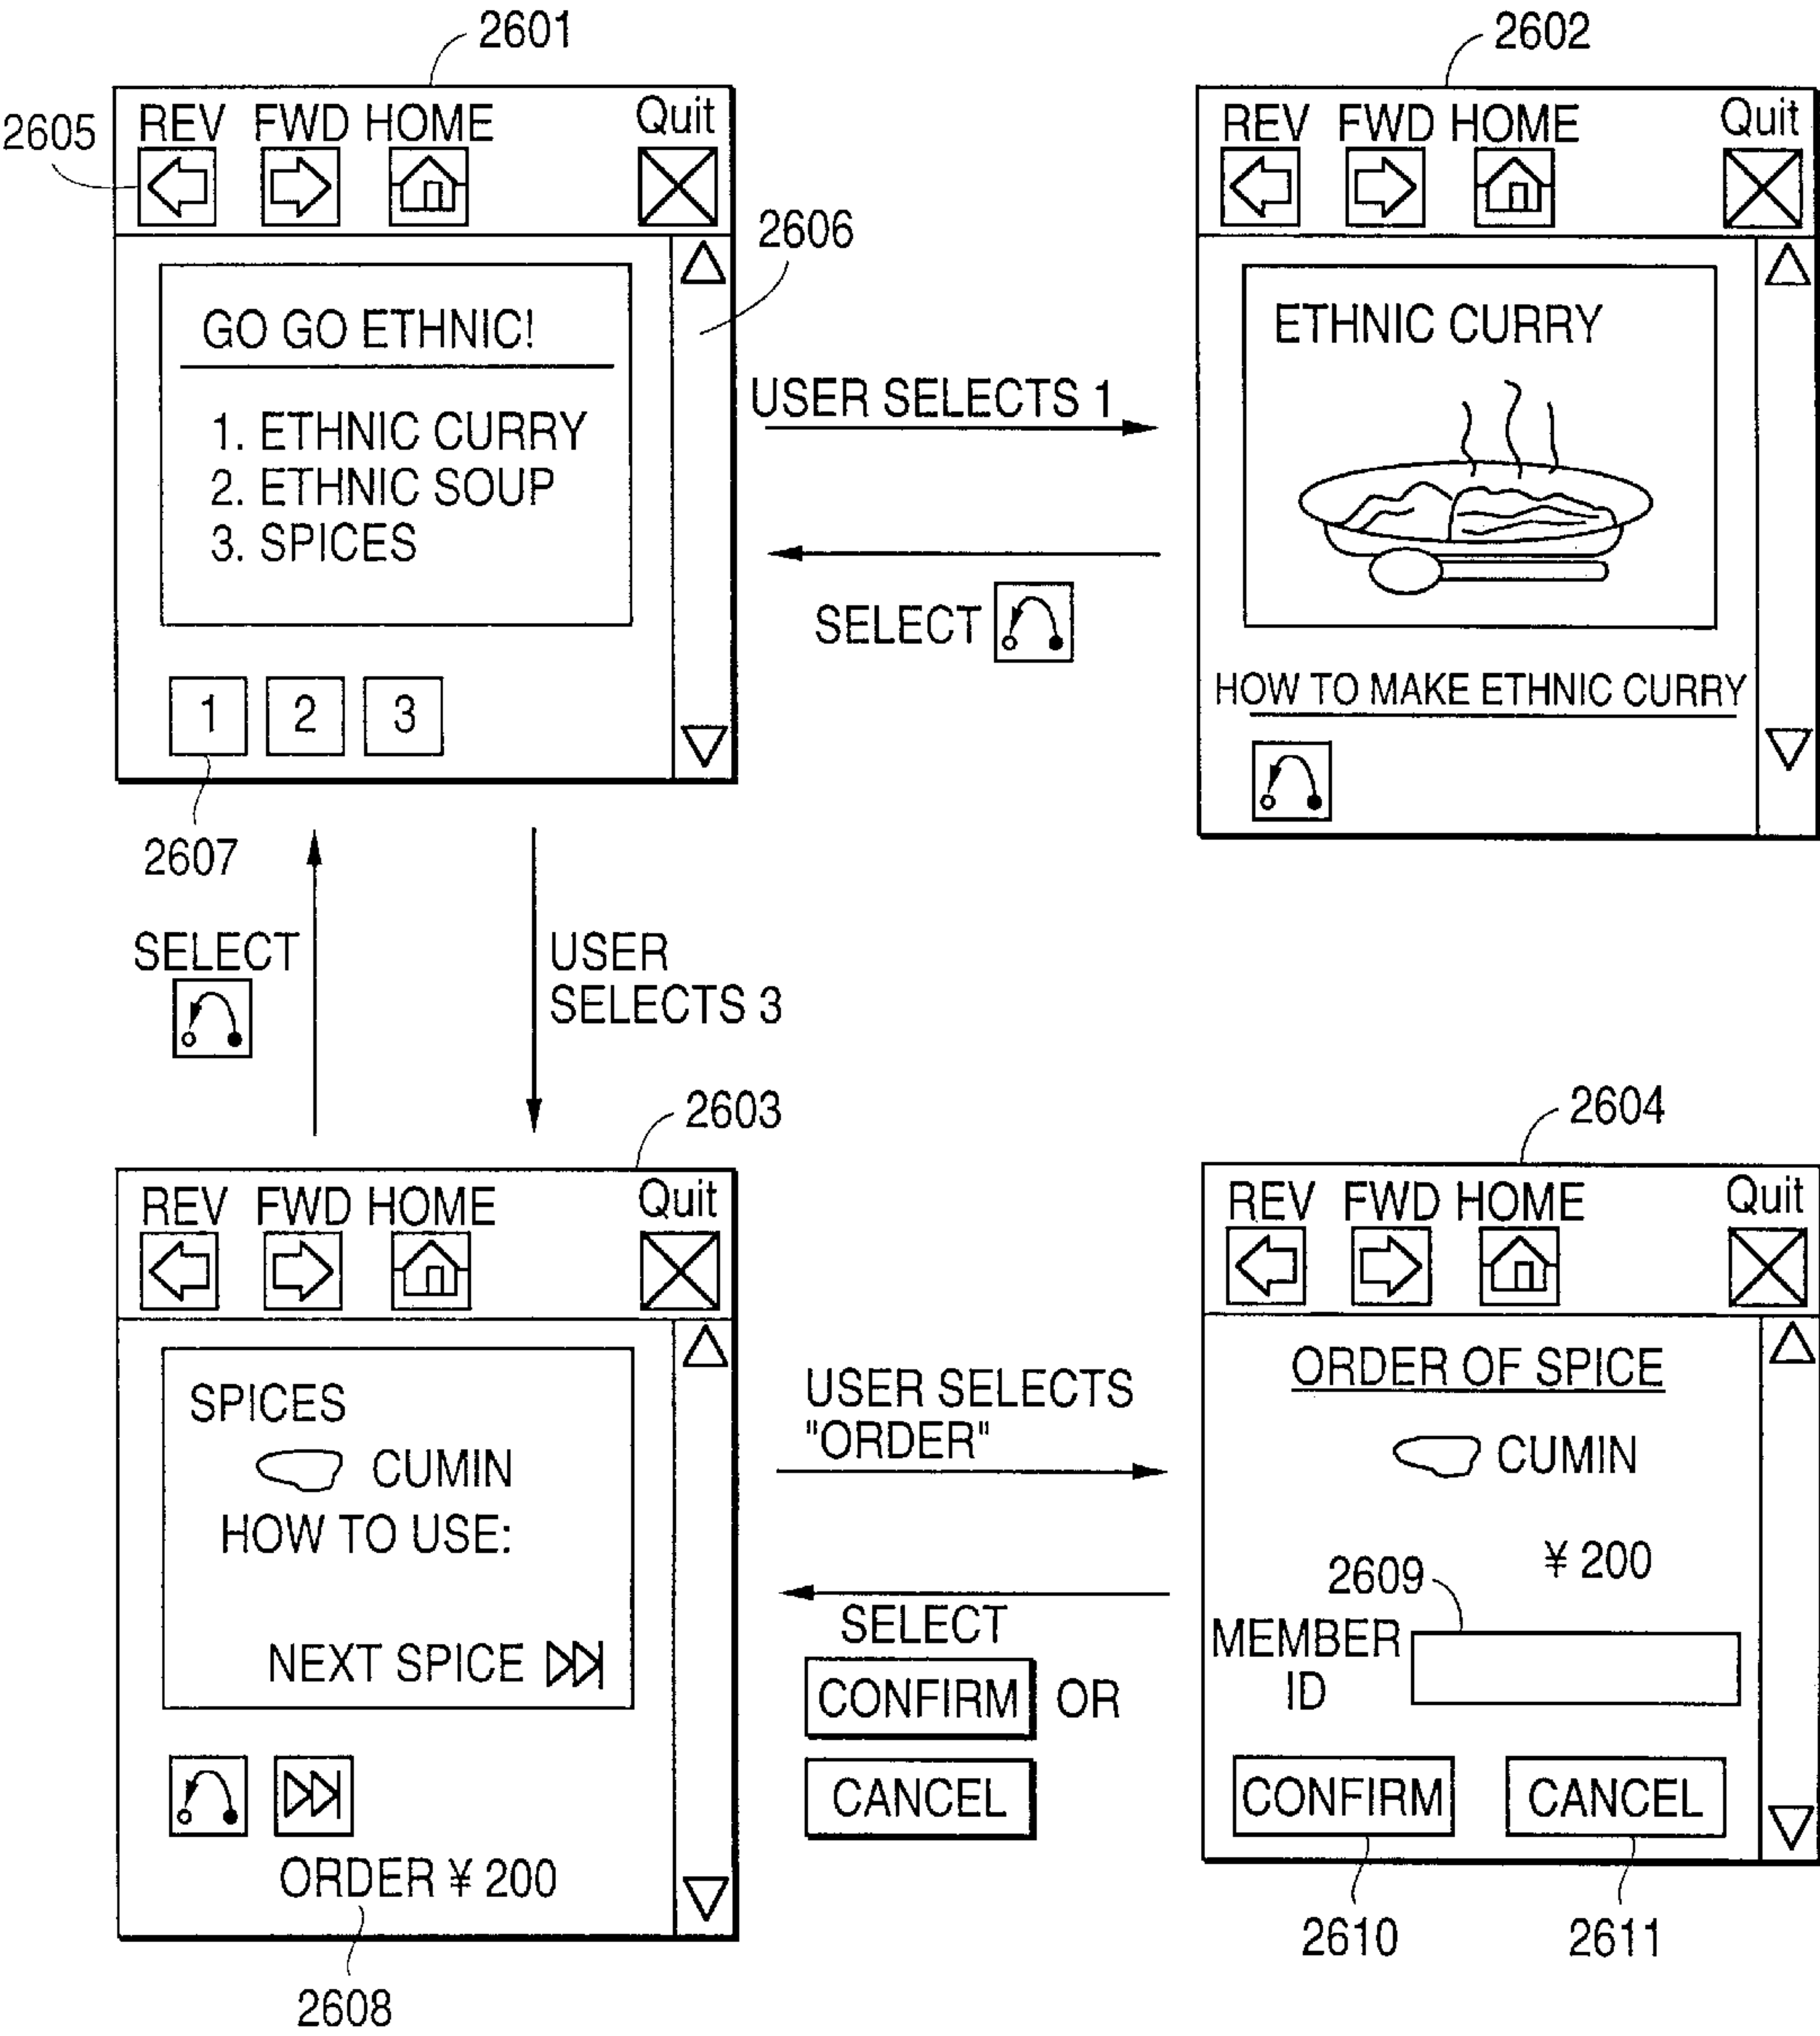 2601
2605
REV FWD HOME Quit
2606
GO GO ETHNIC!
1. ETHNIC CURRY
2. ETHNIC SOUP
3. SPICES
1 2 3
2607
USER SELECTS 1
SELECT
2602
REV FWD HOME Quit
ETHNIC CURRY
HOW TO MAKE ETHNIC CURRY
SELECT
USER
SELECTS 3
2603
REV FWD HOME Quit
SPICES
CUMIN
HOW TO USE:
NEXT SPICE
ORDER ¥ 200
2608
USER SELECTS
"ORDER"
SELECT
CONFIRM OR
CANCEL
2604
REV FWD HOME Quit
ORDER OF SPICE
CUMIN
¥ 200
2609
MEMBER
ID
CONFIRM CANCEL
2610 2611